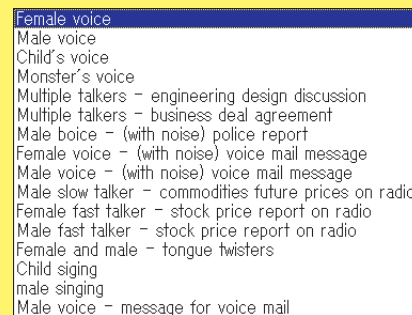 Female voice
Male voice
Child's voice
Monster's voice
Multiple talkers - engineering design discussion
Multiple talkers - business deal agreement
Male boice - (with noise) police report
Female voice - (with noise) voice mail message
Male voice - (with noise) voice mail message
Male slow talker - commodities future prices on radio
Female fast talker - stock price report on radio
Male fast talker - stock price report on radio
Female and male - tongue twisters
Child siging
male singing
Male voice - message for voice mail